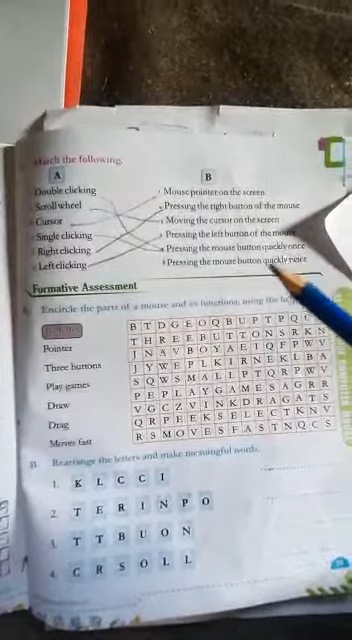 Match the following.
A
B
Double clicking
Mouse pointer on the screen
Scroll wheel
Pressing the right button of the mouse
Cursor
Moving the cursor on the screen
Single clicking
Pressing the left button of the mouse
Right clicking
Pressing the mouse button quickly once
Left clicking
Pressing the mouse button quickly twice
Formative Assessment
Encircle the parts of a mouse and its functions, using the
Pointer
Three buttons
Play games
Draw
Drag
Moves fast
B T D G E O Q B U P T P Q
T H R E E B U T T O N S R K N
J N A V B O Y A E T Q F P W V
J Y W E P L K I R N E K L B A
S Q W S M A L L P T Q R P W V
P E P L A Y G A M E S A G R R
V G C Z V I N K D R A G A T S
Q R P E E K S E L E C T K N V
R S M O V E S F A S T N Q C S
B. Rearrange the letters and make meaningful words.
1. K L C C I
2. T E R I N P O
3. T T B U O N
4. C R S O L L